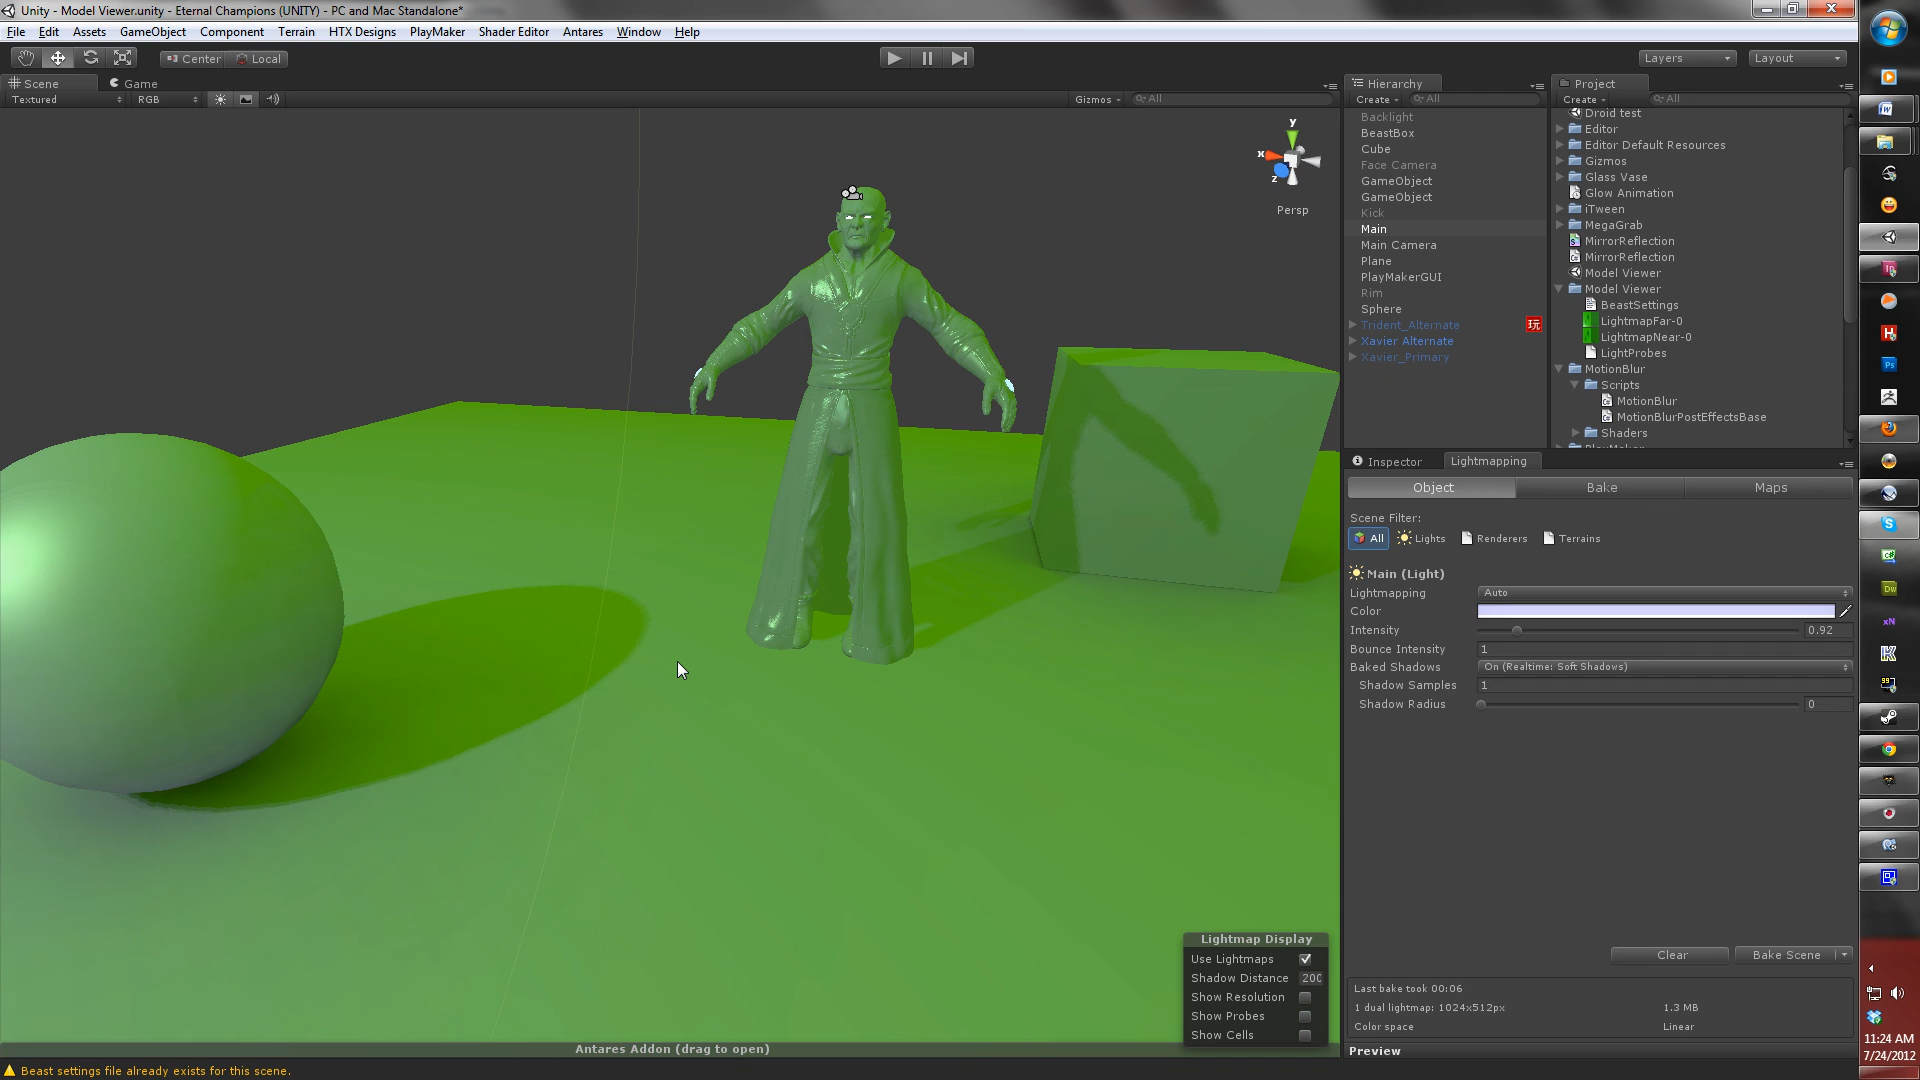 Unity - Model Viewer.unity - Eternal Champions (UNITY) - PC and Mac Standalone*
File Edit Assets GameObject Component Terrain HTX Designs PlayMaker Shader Editor Antares Window Help
Center Local
Layers Layout
Scene Game
Textured RGB
Gizmos All
y
x
z
Persp
Hierarchy
Create All
Backlight
BeastBox
Cube
Face Camera
GameObject
GameObject
Kick
Main
Main Camera
Plane
PlayMakerGUI
Rim
Sphere
Trident_Alternate 玩
Xavier Alternate
Xavier_Primary
Project
Create All
Droid test
Editor
Editor Default Resources
Gizmos
Glass Vase
Glow Animation
iTween
MegaGrab
MirrorReflection
MirrorReflection
Model Viewer
Model Viewer
BeastSettings
LightmapFar-0
LightmapNear-0
LightProbes
MotionBlur
Scripts
MotionBlur
MotionBlurPostEffectsBase
Shaders
Inspector Lightmapping
Object Bake Maps
Scene Filter:
All Lights Renderers Terrains
Main (Light)
Lightmapping Auto
Color
Intensity 0.92
Bounce Intensity 1
Baked Shadows On (Realtime: Soft Shadows)
Shadow Samples 1
Shadow Radius 0
Clear Bake Scene
Last bake took 00:06
1 dual lightmap: 1024x512px 1.3 MB
Color space Linear
Preview
Lightmap Display
Use Lightmaps
Shadow Distance 200
Show Resolution
Show Probes
Show Cells
Antares Addon (drag to open)
Beast settings file already exists for this scene.
11:24 AM
7/24/2012